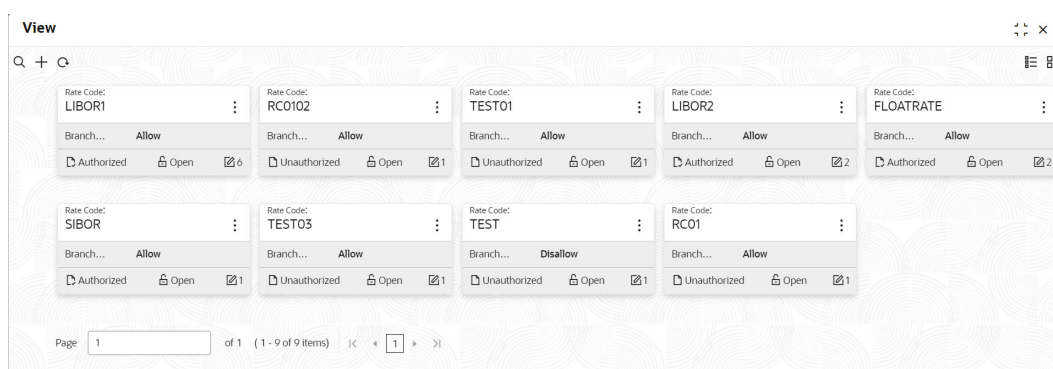 View
Rate Code: Rate Code: Rate Code: Rate Code: Rate Code:
LIBOR1 RC0102 TEST01 LIBOR2 FLOATRATE
Branch... Allow Branch... Allow Branch... Allow Branch... Allow Branch... Allow
Authorized Open 6 Unauthorized Open 1 Unauthorized Open 1 Authorized Open 2 Authorized Open 2
Rate Code: Rate Code: Rate Code: Rate Code:
SIBOR TEST03 TEST RC01
Branch... Allow Branch... Allow Branch... Disallow Branch... Allow
Authorized Open 1 Unauthorized Open 1 Unauthorized Open 1 Unauthorized Open 1
Page 1 of 1 (1 - 9 of 9 items) 1